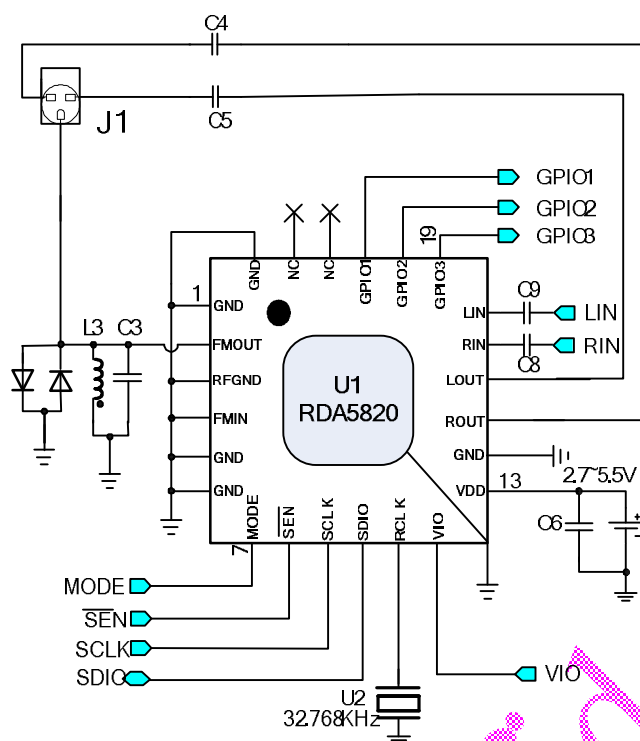 C4
J1
C5
GPIO1
GPIO2
GPIO3
19
GND
NC
NC
GPIO1
GPIO2
GPIO3
1
GND
LIN
C9
LIN
L3
C3
FMOUT
RIN
C8
RIN
RFGND
U1
RDA5820
LOUT
FMIN
ROUT
GND
GND
2.7~5.5V
GND
VDD
13
MODE
SEN
SCLK
SDIO
RCLK
VIO
C6
7
MODE
SEN
SCLK
SDIO
VIO
U2
32.768KHz